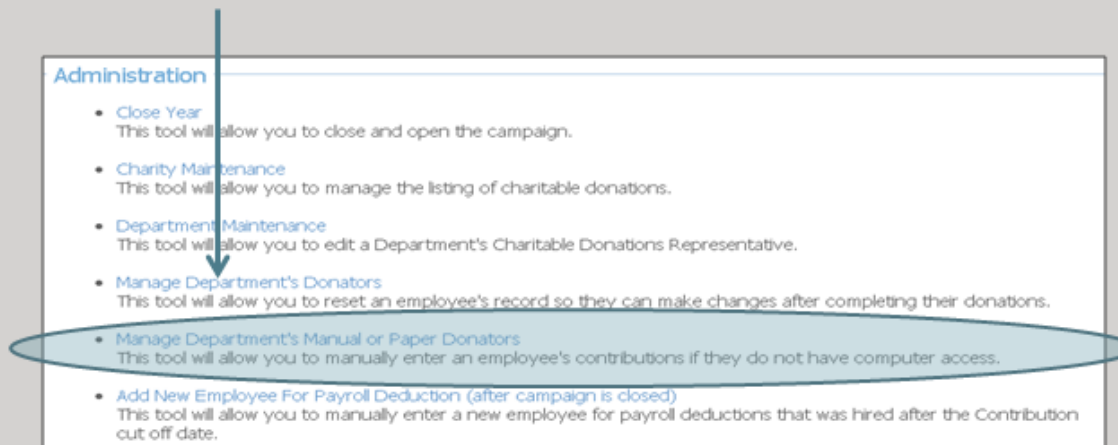 Administration
Close Year
This tool will allow you to close and open the campaign.
Charity Maintenance
This tool will allow you to manage the listing of charitable donations.
Department Maintenance
This tool will allow you to edit a Department's Charitable Donations Representative.
Manage Department's Donators
This tool will allow you to reset an employee's record so they can make changes after completing their donations.
Manage Department's Manual or Paper Donators
This tool will allow you to manually enter an employee's contributions if they do not have computer access.
Add New Employee For Payroll Deduction (after campaign is closed)
This tool will allow you to manually enter a new employee for payroll deductions that was hired after the Contribution
cut off date.